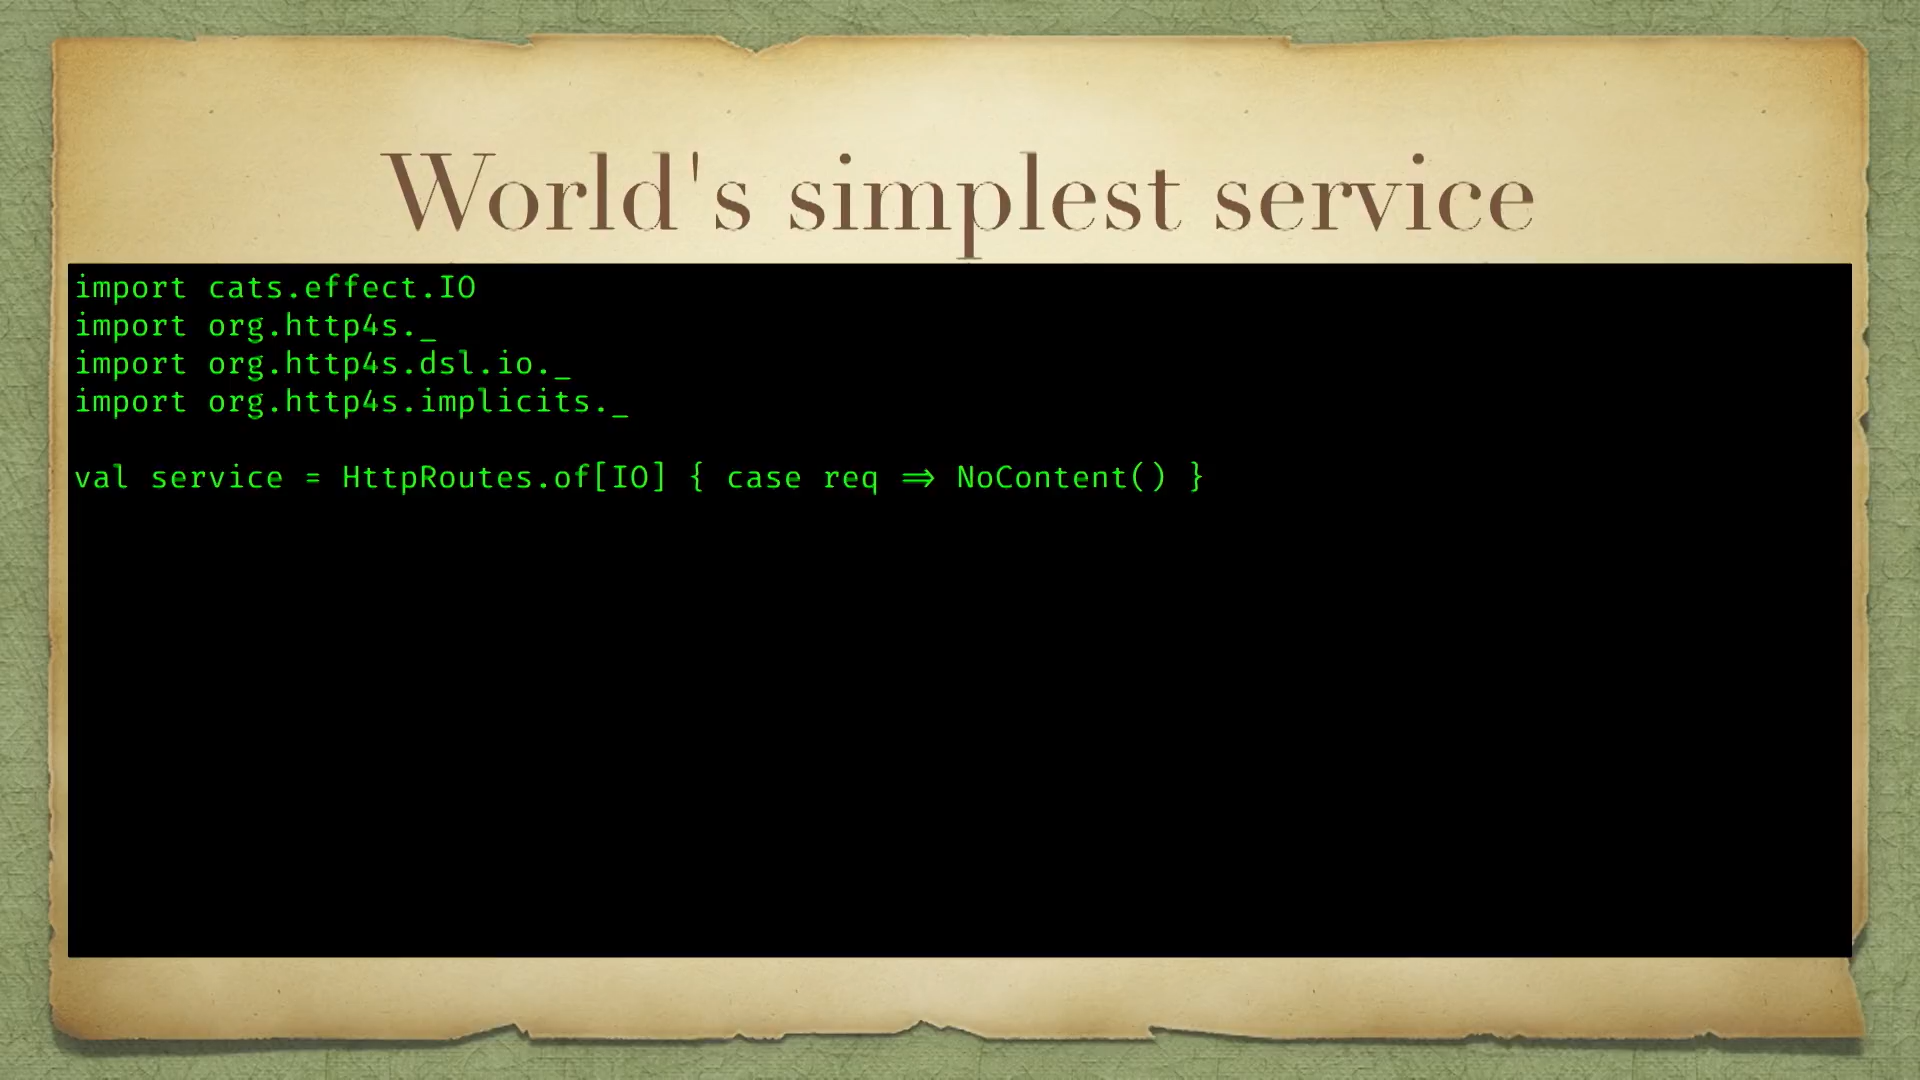 World's simplest service
import cats.effect.IO
import org.http4s._
import org.http4s.dsl.io._
import org.http4s.implicits._
val service = HttpRoutes.of[IO] { case req => NoContent() }